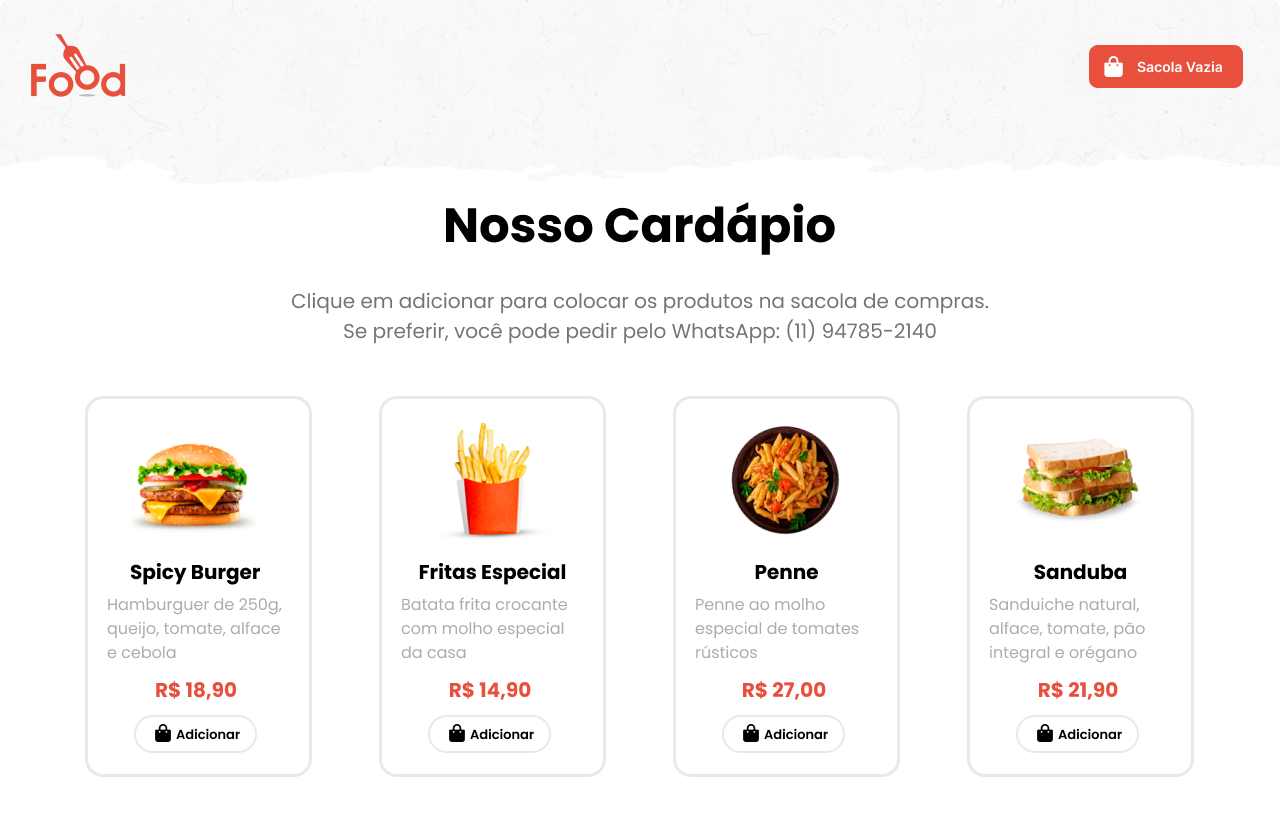 Food
Sacola Vazia
Nosso Cardápio
Clique em adicionar para colocar os produtos na sacola de compras.
Se preferir, você pode pedir pelo WhatsApp: (11) 94785-2140
Spicy Burger
Hamburguer de 250g,
queijo, tomate, alface
e cebola
R$ 18,90
Adicionar
Fritas Especial
Batata frita crocante
com molho especial
da casa
R$ 14,90
Adicionar
Penne
Penne ao molho
especial de tomates
rústicos
R$ 27,00
Adicionar
Sanduba
Sanduiche natural,
alface, tomate, pão
integral e orégano
R$ 21,90
Adicionar